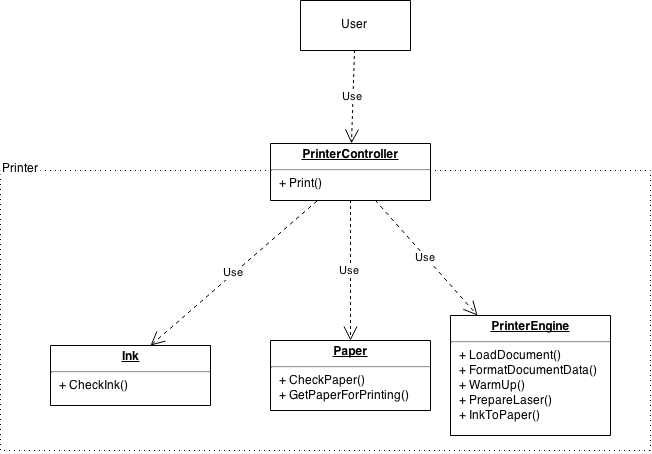 User
Use
PrinterController
Printer
+ Print()
Use
Use
Use
PrinterEngine
+ LoadDocument()
+ FormatDocumentData()
+ WarmUp()
+ PrepareLaser()
+ InkToPaper()
Ink
+ CheckInk()
Paper
+ CheckPaper()
+ GetPaperForPrinting()